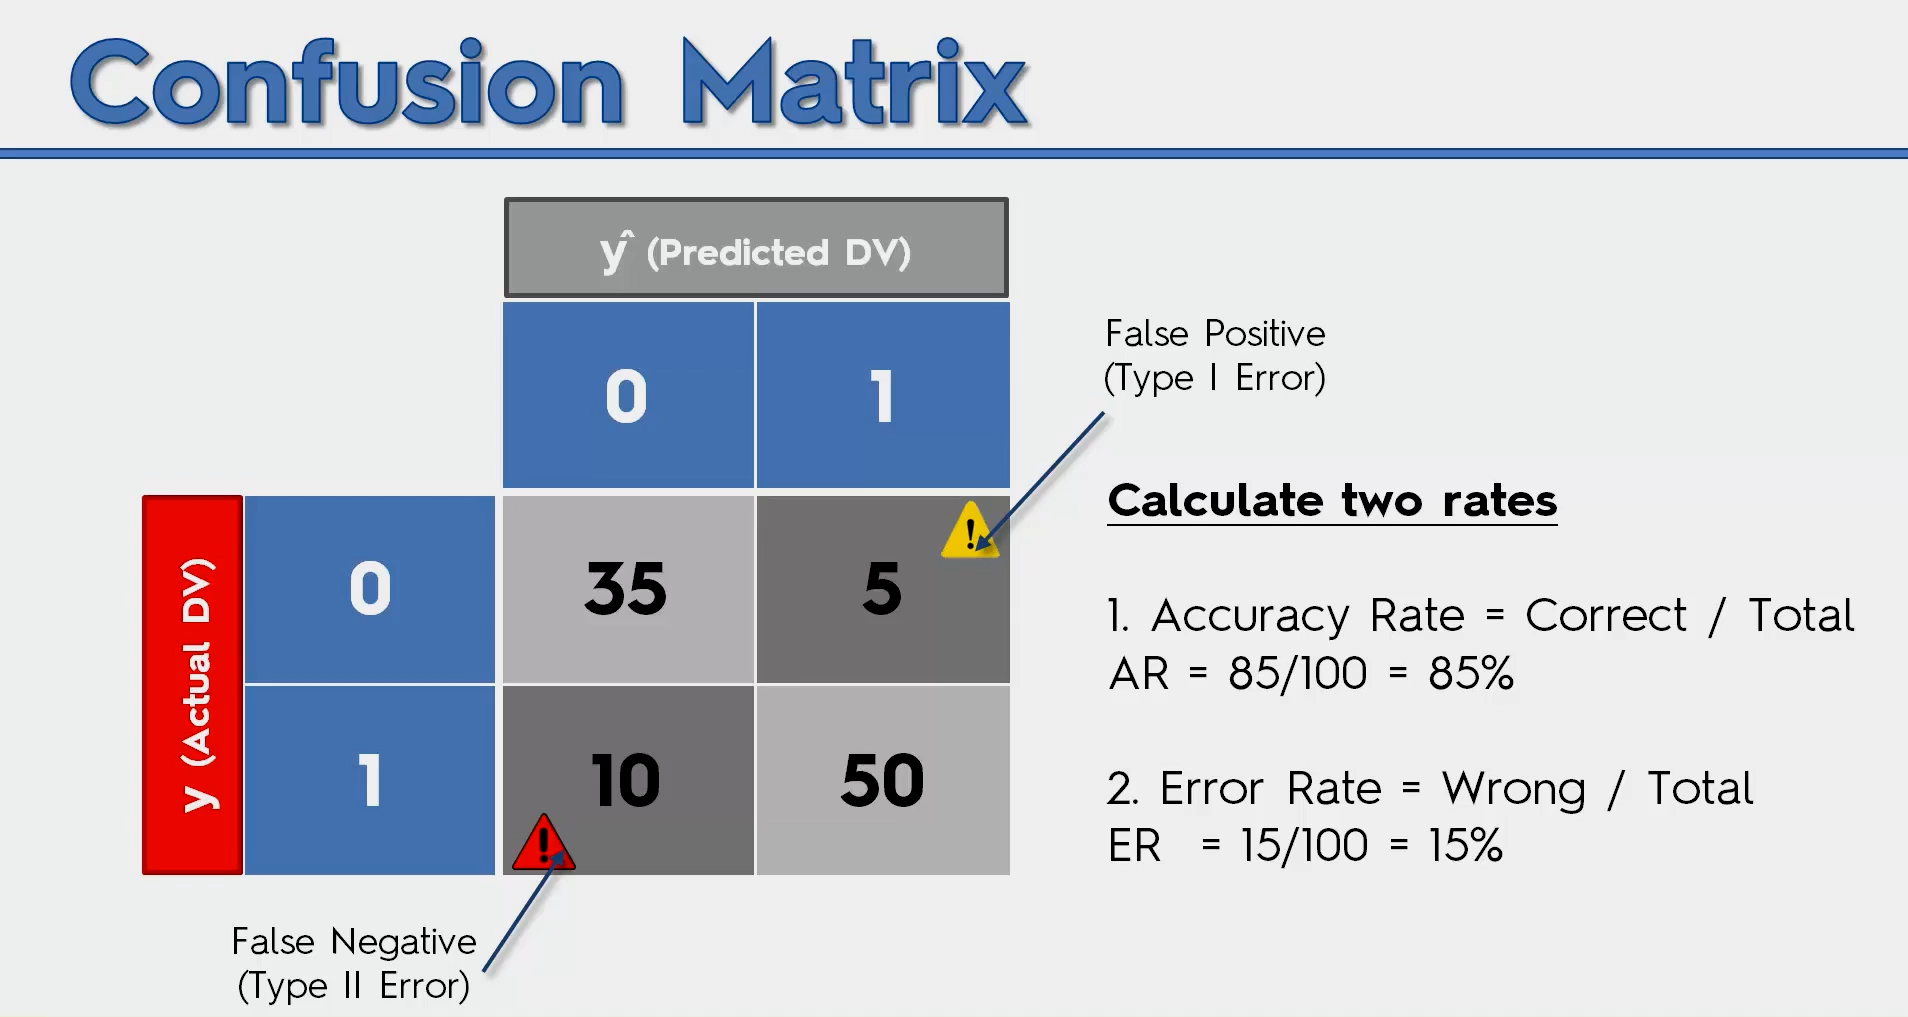 Confusion Matrix
ŷ (Predicted DV)
0 1
False Positive
(Type I Error)
y (Actual DV)
0 35 5
1 10 50
False Negative
(Type II Error)
Calculate two rates
1. Accuracy Rate = Correct / Total
AR = 85/100 = 85%
2. Error Rate = Wrong / Total
ER = 15/100 = 15%